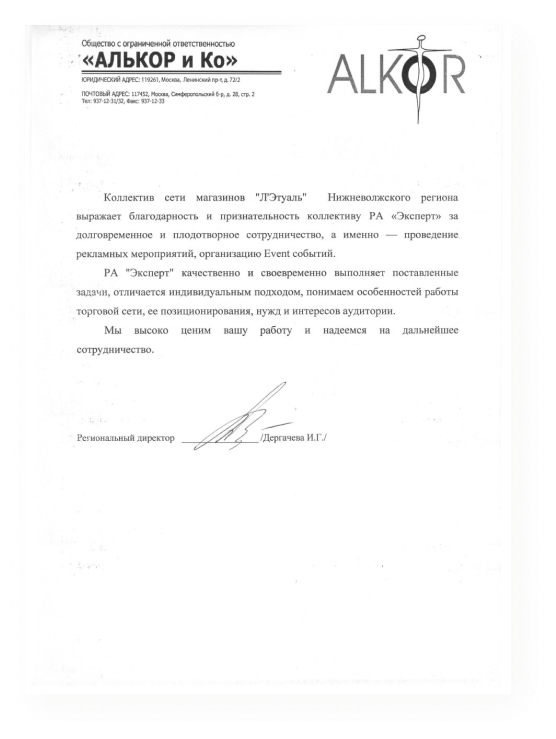 Общество с ограниченной ответственностью
«АЛЬКОР и Ко»
ЮРИДИЧЕСКИЙ АДРЕС: 119261, Москва, Ленинский пр-т, д. 72/2
ПОЧТОВЫЙ АДРЕС: 117452, Москва, Симферопольский б-р, д. 28, стр. 2
Тел: 937-12-31/32, Факс: 937-12-33
ALKOR
Коллектив сети магазинов "Л'Этуаль" Нижневолжского региона
выражает благодарность и признательность коллективу РА «Эксперт» за
долговременное и плодотворное сотрудничество, а именно — проведение
рекламных мероприятий, организацию Event событий.
РА "Эксперт" качественно и своевременно выполняет поставленные
задачи, отличается индивидуальным подходом, понимаем особенностей работы
торговой сети, ее позиционирования, нужд и интересов аудитории.
Мы высоко ценим вашу работу и надеемся на дальнейшее
сотрудничество.
Региональный директор /Дергачева И.Г./